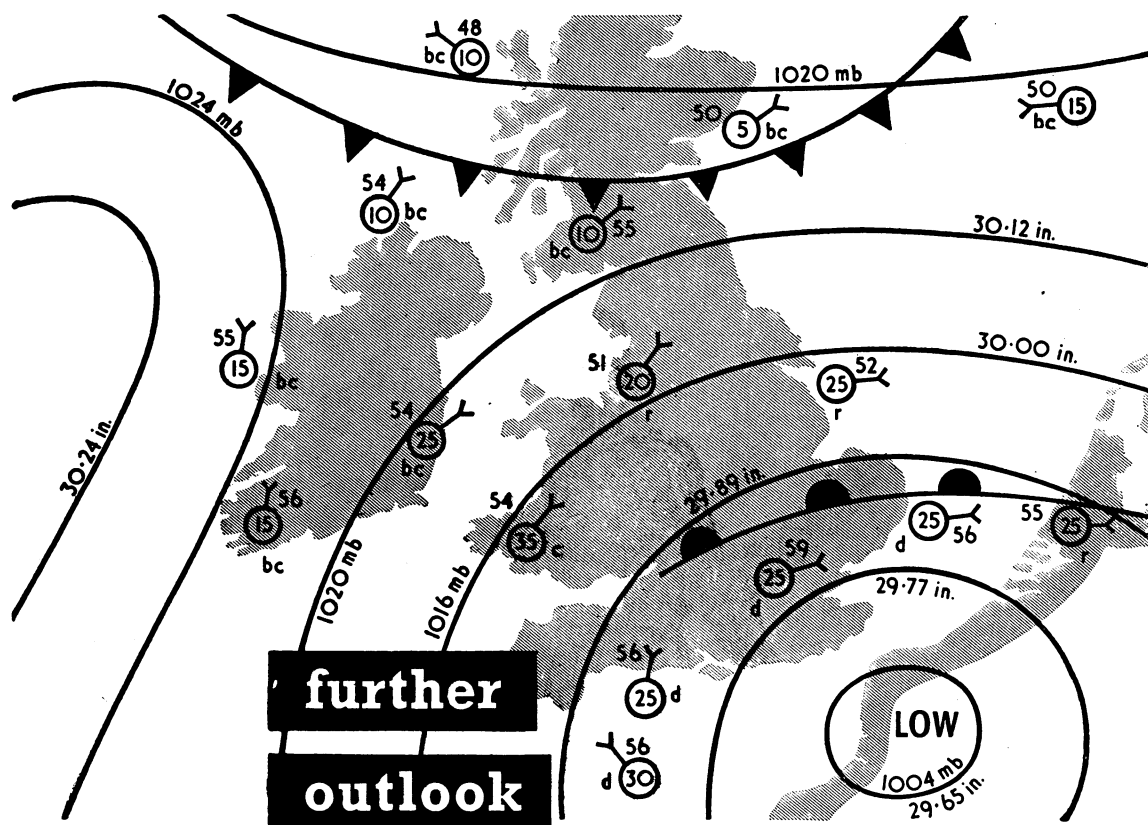 48
bc 10
1020 mb
50
15
bc
50
5 bc
1024 mb
54
10 bc
10
bc 55
30·12 in.
55
15
bc
51
20
r
30·00 in.
52
25
r
54
25
bc
30·24 in.
29·89 in.
56
15
bc
54
35 c
25
d 56
55
25
r
59
25
d
29·77 in.
1020 mb
1016 mb
56
25 d
further
LOW
56
d 30
1004 mb
29·65 in.
outlook